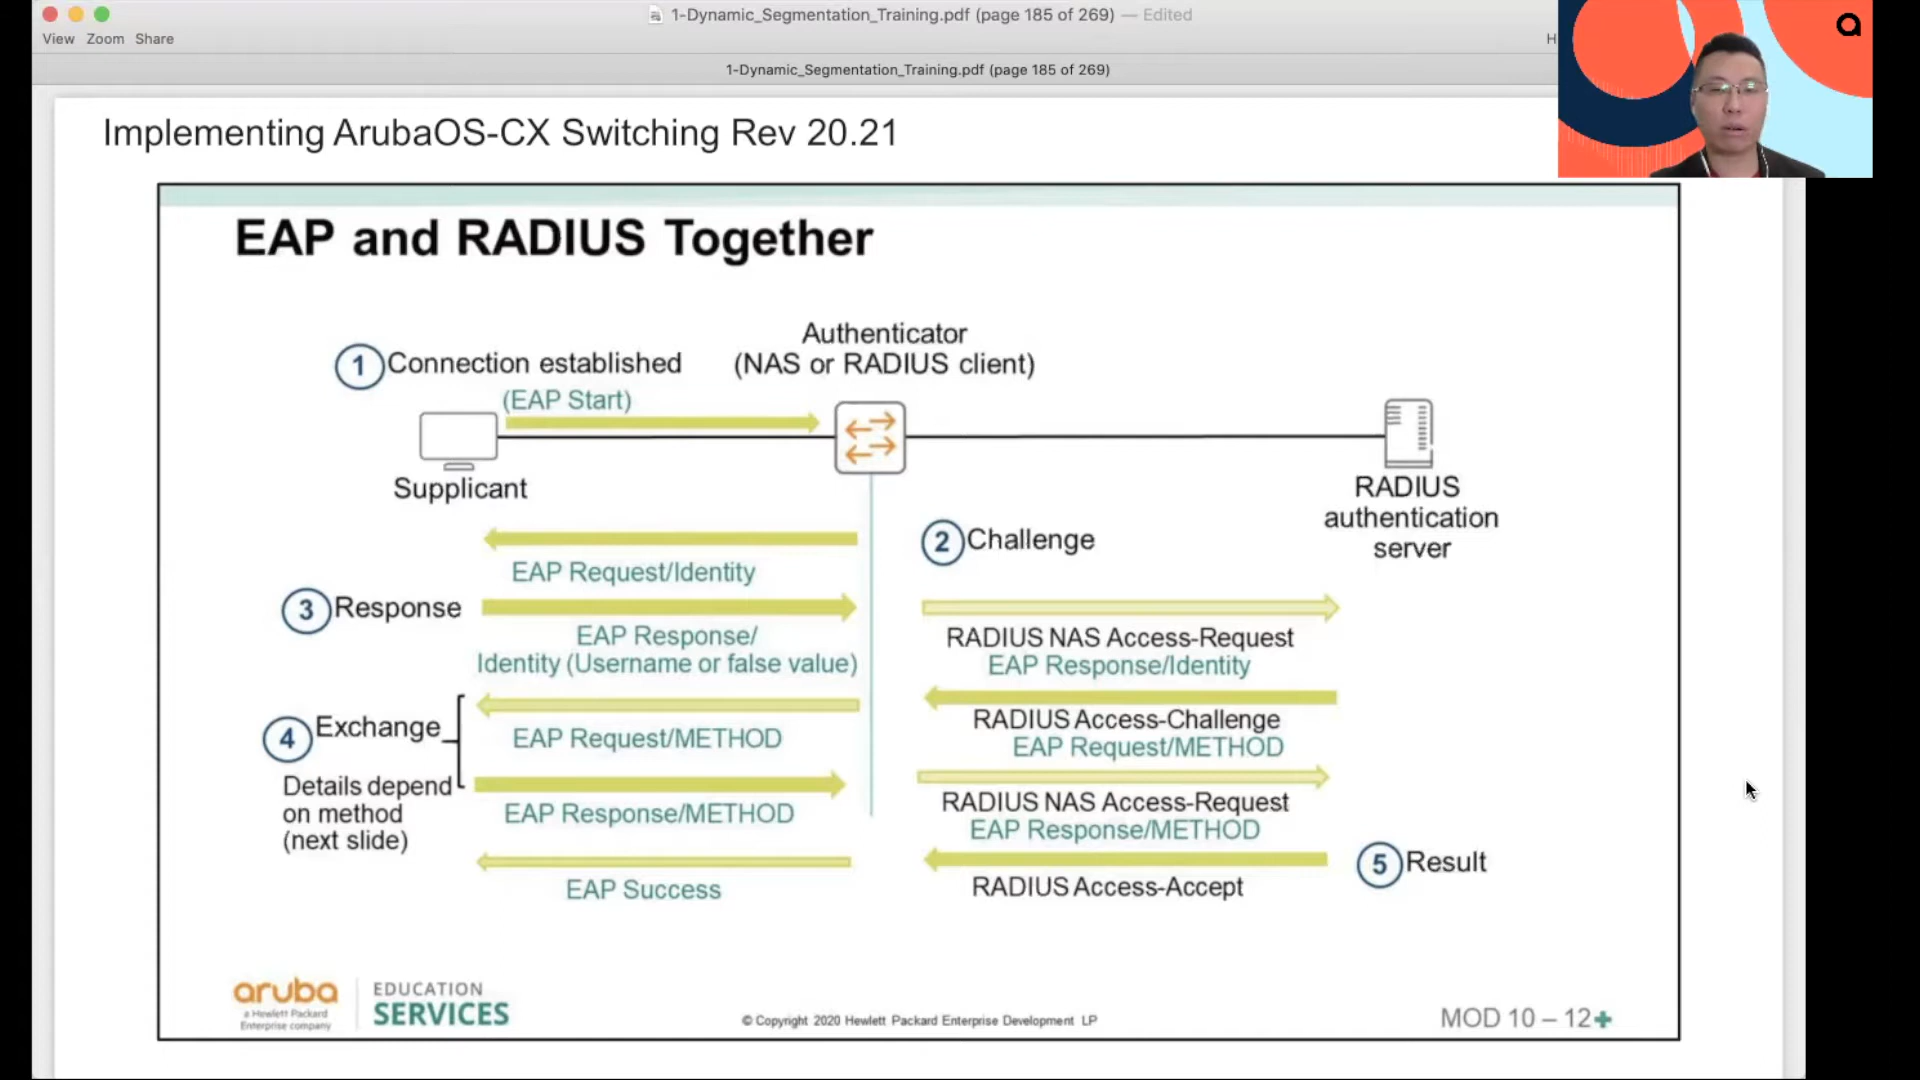 1-Dynamic_Segmentation_Training.pdf (page 185 of 269) — Edited
View Zoom Share
H
1-Dynamic_Segmentation_Training.pdf (page 185 of 269)
Implementing ArubaOS-CX Switching Rev 20.21
EAP and RADIUS Together
Authenticator
(NAS or RADIUS client)
1 Connection established
(EAP Start)
Supplicant
RADIUS
authentication
server
2 Challenge
EAP Request/Identity
3 Response
EAP Response/
Identity (Username or false value)
RADIUS NAS Access-Request
EAP Response/Identity
4 Exchange
Details depend
on method
(next slide)
EAP Request/METHOD
RADIUS Access-Challenge
EAP Request/METHOD
EAP Response/METHOD
RADIUS NAS Access-Request
EAP Response/METHOD
5 Result
EAP Success
RADIUS Access-Accept
aruba
a Hewlett Packard
Enterprise company
EDUCATION
SERVICES
© Copyright 2020 Hewlett Packard Enterprise Development LP
MOD 10 – 12+